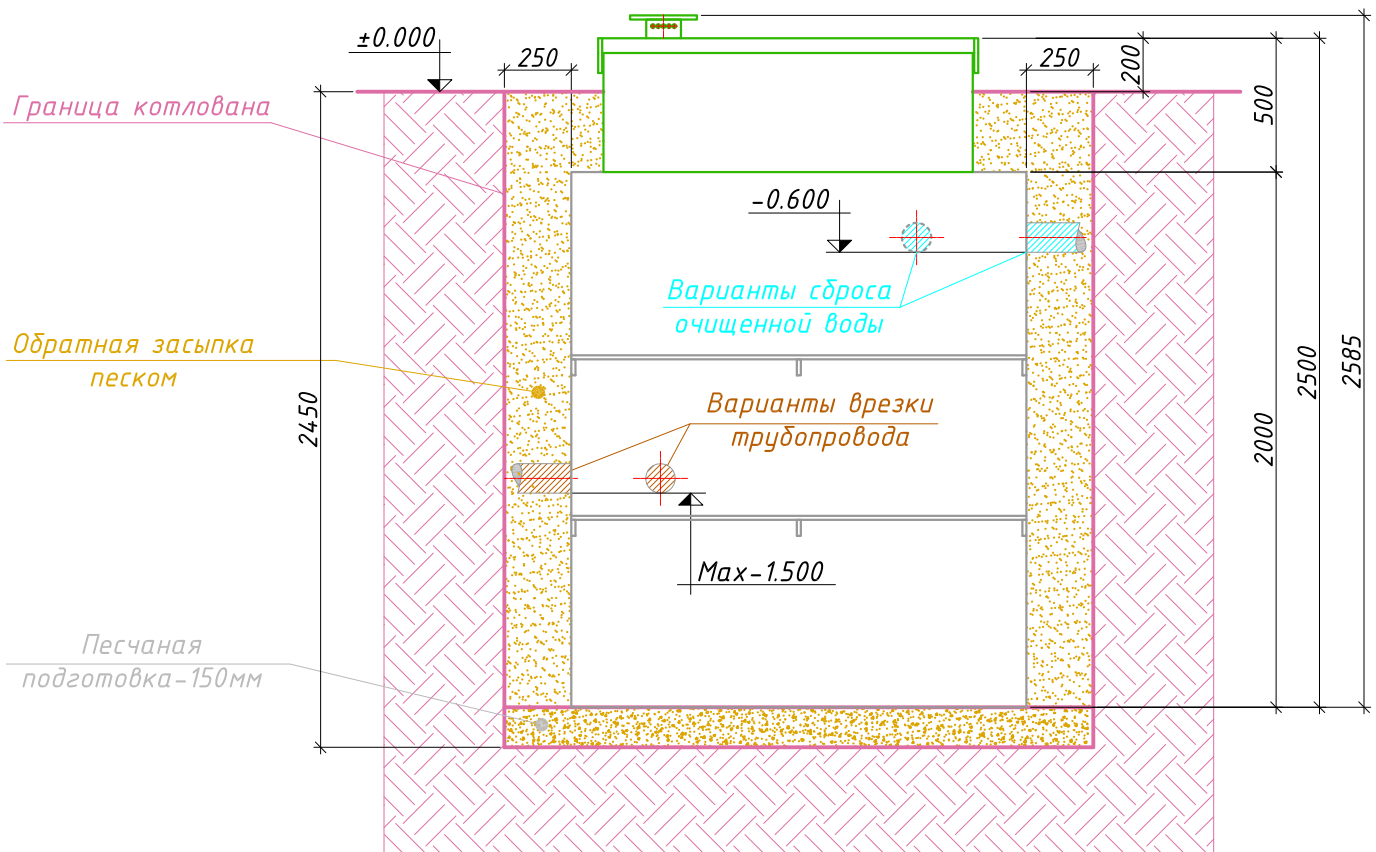 ±0.000
250
250
200
Граница котлована
500
-0.600
Варианты сброса
очищенной воды
Обратная засыпка
песком
2450
Варианты врезки
трубопровода
2000
2500
2585
Max-1.500
Песчаная
подготовка-150мм